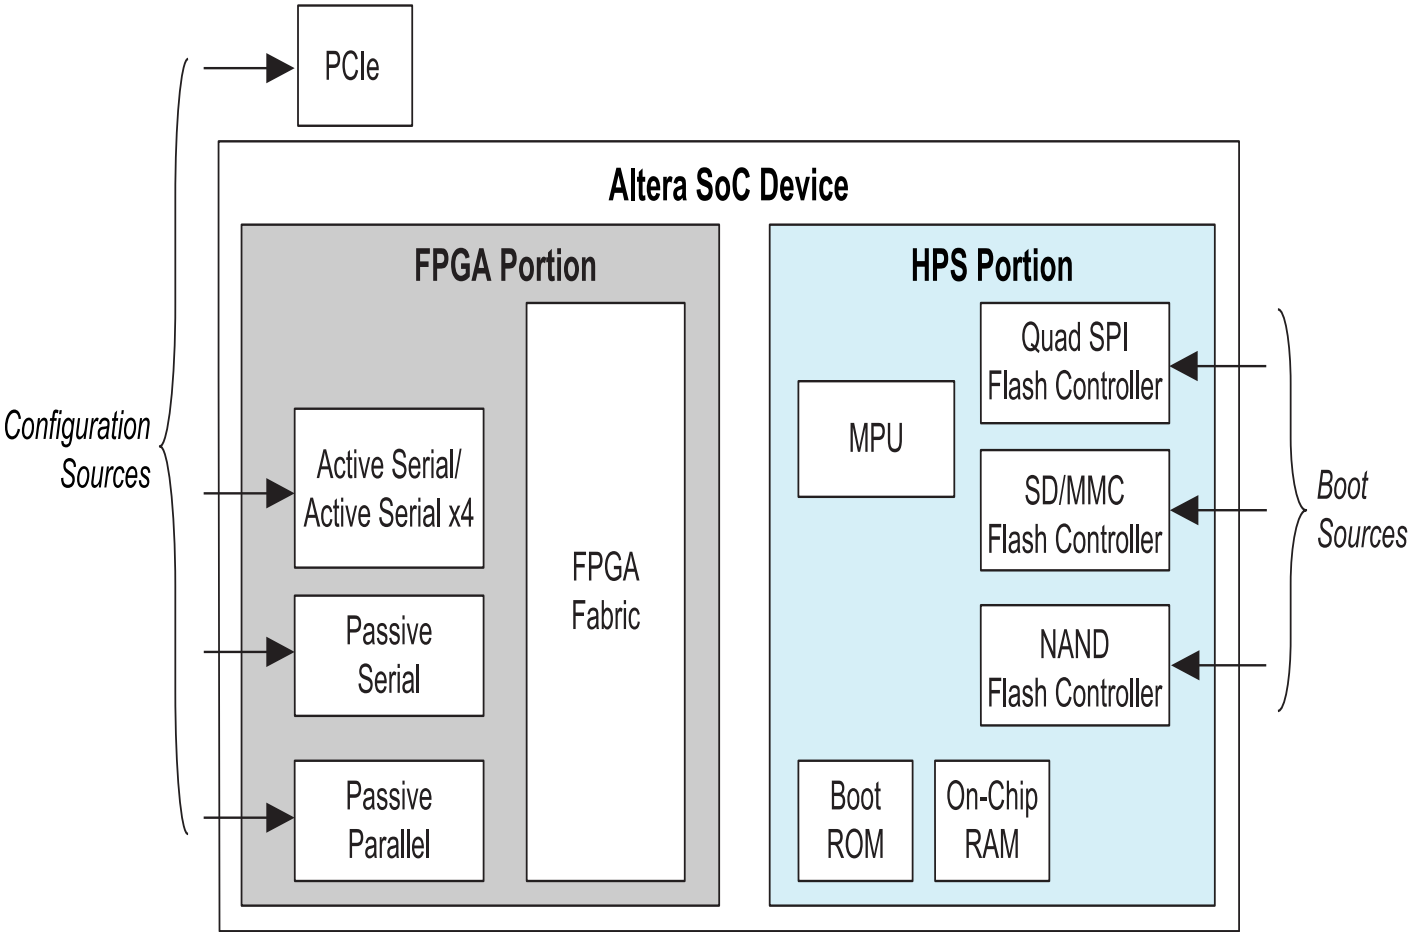 PCIe
Altera SoC Device
FPGA Portion
HPS Portion
Configuration
Sources
Active Serial/
Active Serial x4
Passive
Serial
Passive
Parallel
FPGA
Fabric
MPU
Quad SPI
Flash Controller
SD/MMC
Flash Controller
NAND
Flash Controller
Boot
ROM
On-Chip
RAM
Boot
Sources